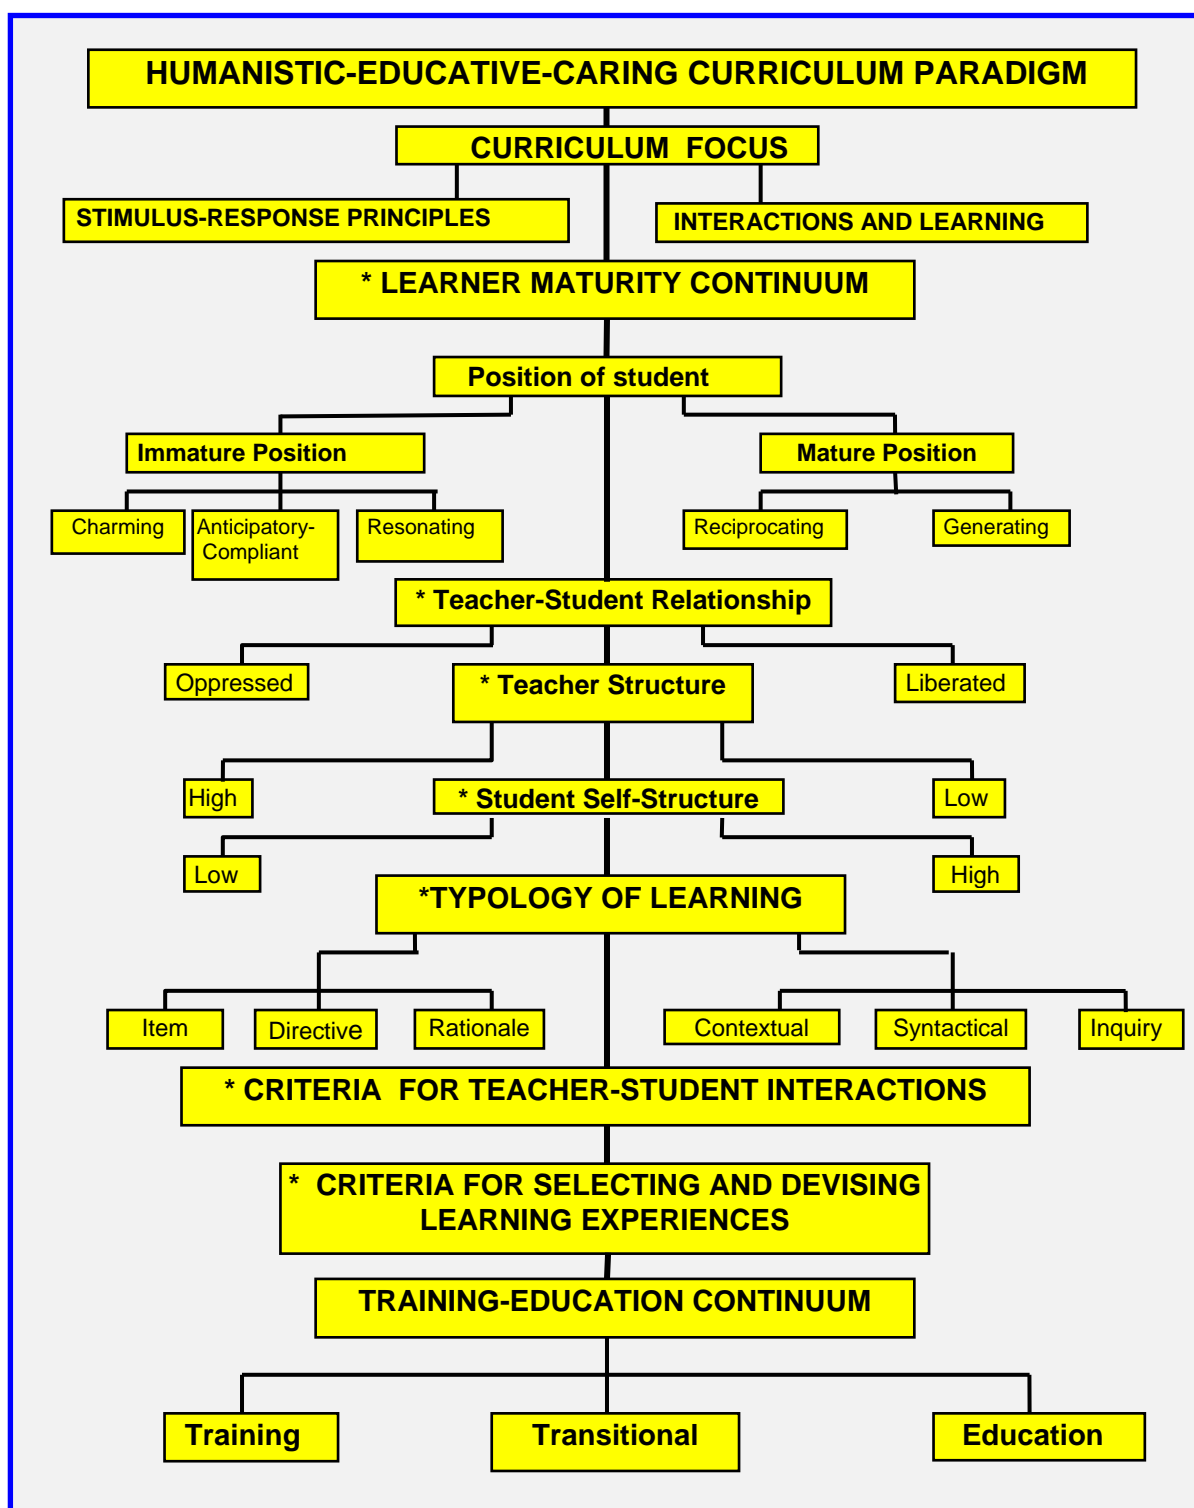 HUMANISTIC-EDUCATIVE-CARING CURRICULUM PARADIGM
CURRICULUM FOCUS
STIMULUS-RESPONSE PRINCIPLES
INTERACTIONS AND LEARNING
* LEARNER MATURITY CONTINUUM
Position of student
Immature Position
Mature Position
Charming
Anticipatory-
Compliant
Resonating
Reciprocating
Generating
* Teacher-Student Relationship
Oppressed
* Teacher Structure
Liberated
High
* Student Self-Structure
Low
Low
High
*TYPOLOGY OF LEARNING
Item
Directive
Rationale
Contextual
Syntactical
Inquiry
* CRITERIA FOR TEACHER-STUDENT INTERACTIONS
* CRITERIA FOR SELECTING AND DEVISING
LEARNING EXPERIENCES
TRAINING-EDUCATION CONTINUUM
Training
Transitional
Education